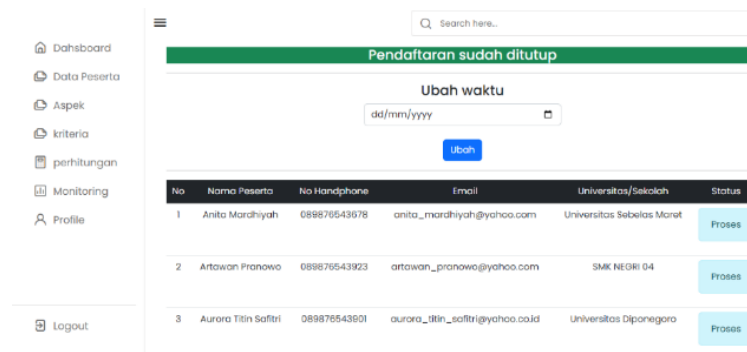 Search here...
Dahsboard
Data Peserta
Aspek
kriteria
perhitungan
Monitoring
Profile
Logout
Pendaftaran sudah ditutup
Ubah waktu
dd/mm/yyyy
Ubah
No Nama Peserta No Handphone Email Universitas/Sekolah Status
1 Anita Mardhiyah 089876543678 anita_mardhiyah@yahoo.com Universitas Sebelas Maret Proses
2 Artawan Pranowo 089876543923 artawan_pranowo@yahoo.com SMK NEGRI 04 Proses
3 Aurora Titin Safitri 089876543901 aurora_titin_safitri@yahoo.co.id Universitas Diponegoro Proses